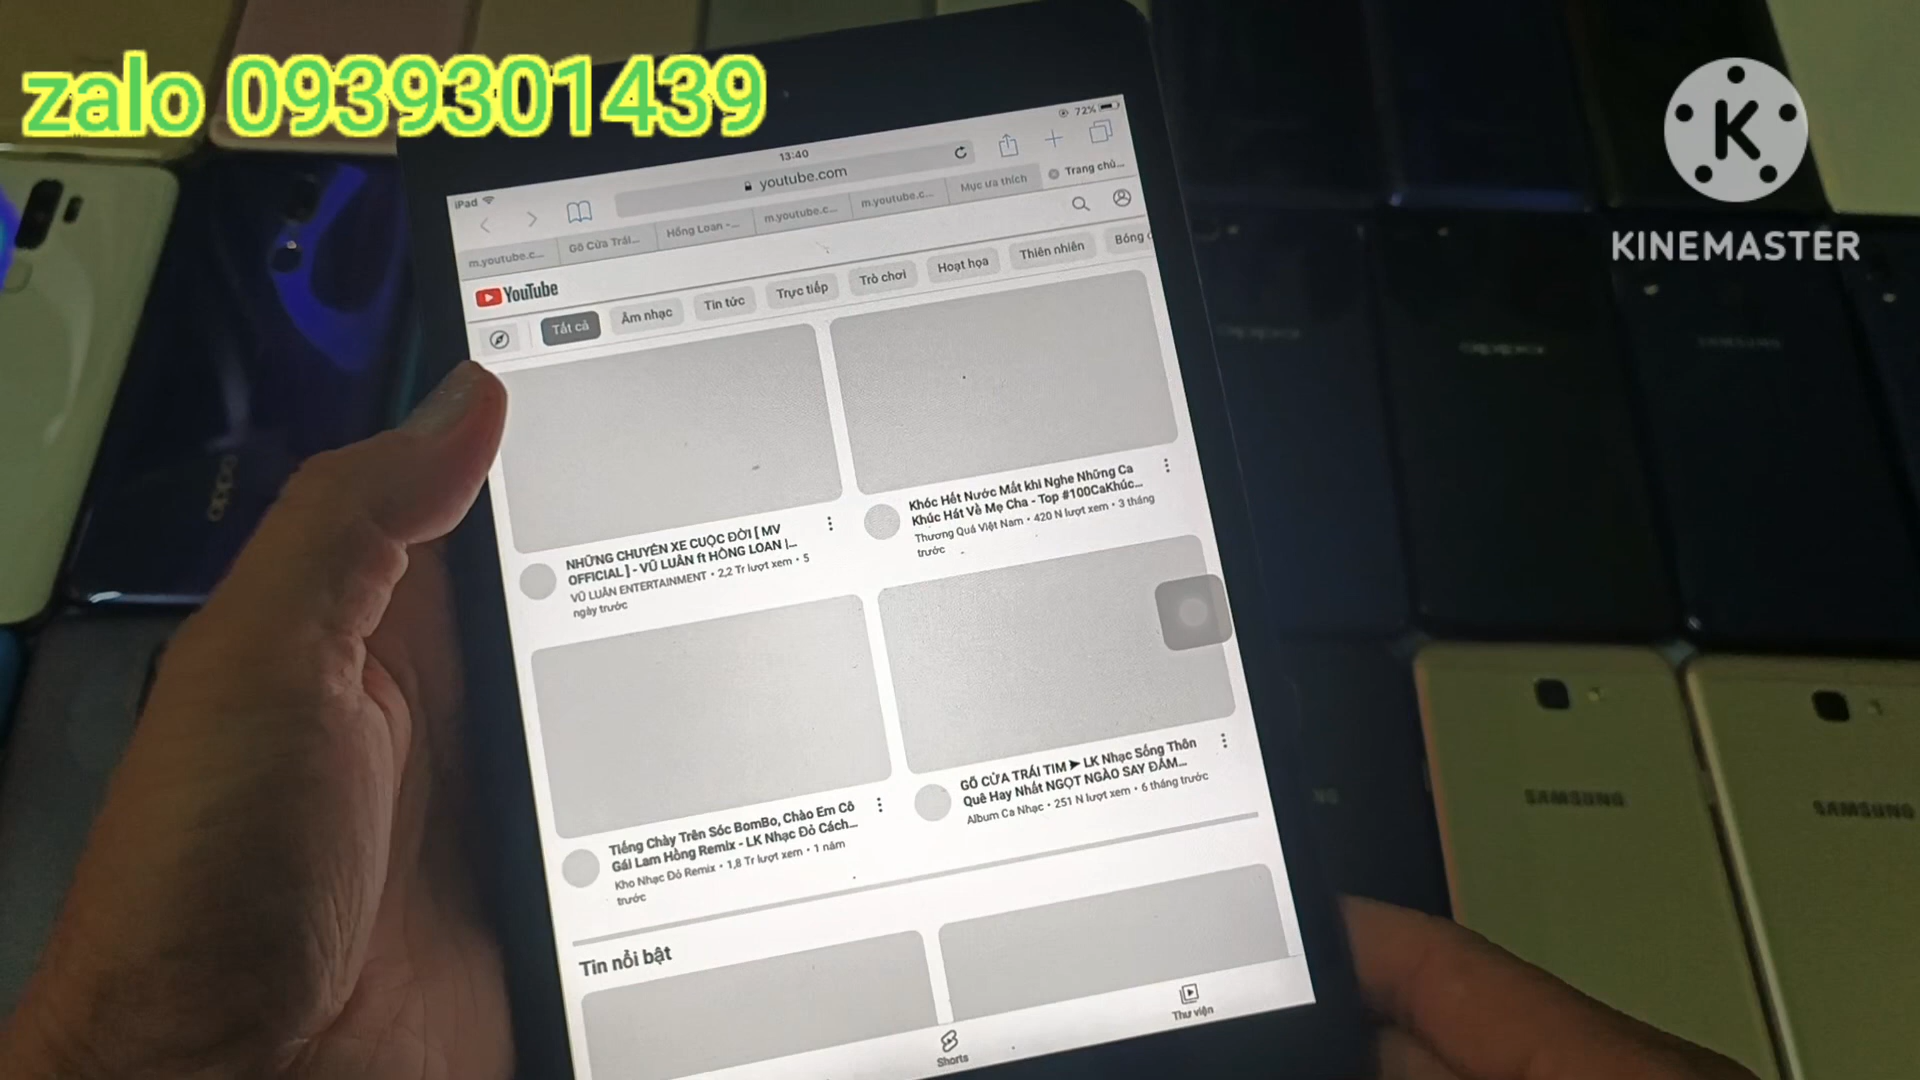 zalo 0939301439
KINEMASTER
iPad
13:40
72%
youtube.com
m.youtube.c...
Gõ Cửa Trái...
Hồng Loan -...
m.youtube.c...
m.youtube.c...
Mục ưa thích
Trang chủ...
YouTube
Tất cả
Âm nhạc
Tin tức
Trực tiếp
Trò chơi
Hoạt họa
Thiên nhiên
Bóng
NHỮNG CHUYẾN XE CUỘC ĐỜI [ MV
OFFICIAL ] - VŨ LUÂN ft HỒNG LOAN |...
VŨ LUÂN ENTERTAINMENT • 2,2 Tr lượt xem • 5
ngày trước
Khóc Hết Nước Mắt khi Nghe Những Ca
Khúc Hát Về Mẹ Cha - Top #100CaKhúc...
Thương Quá Việt Nam • 420 N lượt xem • 3 tháng
trước
Tiếng Chày Trên Sóc BomBo, Chào Em Cô
Gái Lam Hồng Remix - LK Nhạc Đỏ Cách...
Kho Nhạc Đỏ Remix • 1,8 Tr lượt xem • 1 năm
trước
GÕ CỬA TRÁI TIM ➤ LK Nhạc Sống Thôn
Quê Hay Nhất NGỌT NGÀO SAY ĐẮM...
Album Ca Nhạc • 251 N lượt xem • 6 tháng trước
Tin nổi bật
Shorts
Thư viện
oppo
oppo
SAMSUNG
SAMSUNG
SAMSUNG